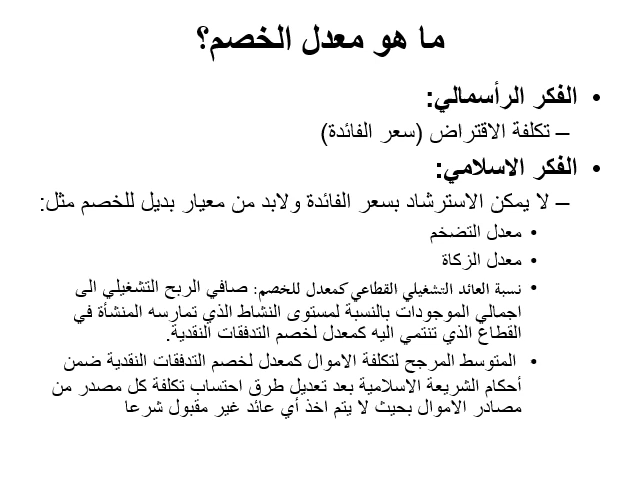 ما هو معدل الخصم؟
• الفكر الرأسمالي:
– تكلفة الاقتراض (سعر الفائدة)
• الفكر الاسلامي:
– لا يمكن الاسترشاد بسعر الفائدة ولابد من معيار بديل للخصم مثل:
• معدل التضخم
• معدل الزكاة
• نسبة العائد التشغيلي القطاعي كمعدل للخصم: صافي الربح التشغيلي الى
اجمالي الموجودات بالنسبة لمستوى النشاط الذي تمارسه المنشأة في
القطاع الذي تنتمي اليه كمعدل لخصم التدفقات النقدية.
• المتوسط المرجح لتكلفة الاموال كمعدل لخصم التدفقات النقدية ضمن
أحكام الشريعة الاسلامية بعد تعديل طرق احتساب تكلفة كل مصدر من
مصادر الاموال بحيث لا يتم اخذ أي عائد غير مقبول شرعا